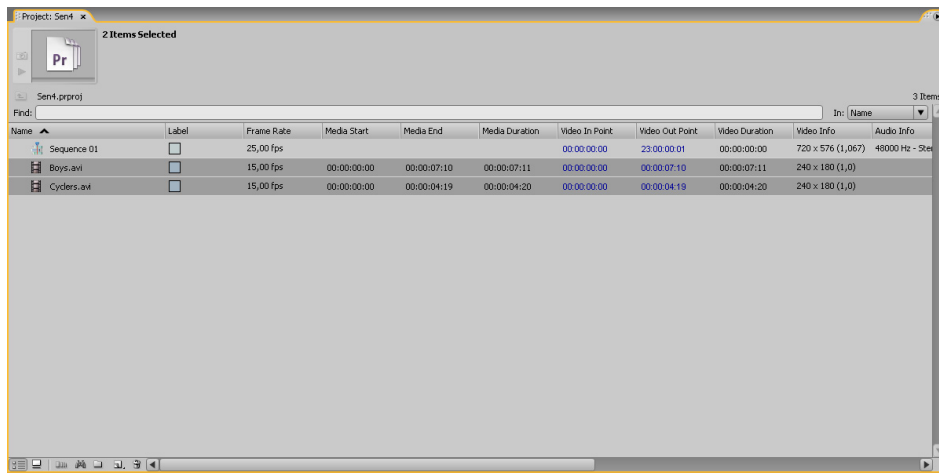 Project: Sen4 x
Pr
2 Items Selected
Sen4.prproj 3 Items
Find: In: Name
Name Label Frame Rate Media Start Media End Media Duration Video In Point Video Out Point Video Duration Video Info Audio Info
Sequence 01 25,00 fps 00:00:00:00 23:00:00:01 00:00:00:00 720 x 576 (1,067) 48000 Hz - Ster
Boys.avi 15,00 fps 00:00:00:00 00:00:07:10 00:00:07:11 00:00:00:00 00:00:07:10 00:00:07:11 240 x 180 (1,0)
Cyclers.avi 15,00 fps 00:00:00:00 00:00:04:19 00:00:04:20 00:00:00:00 00:00:04:19 00:00:04:20 240 x 180 (1,0)